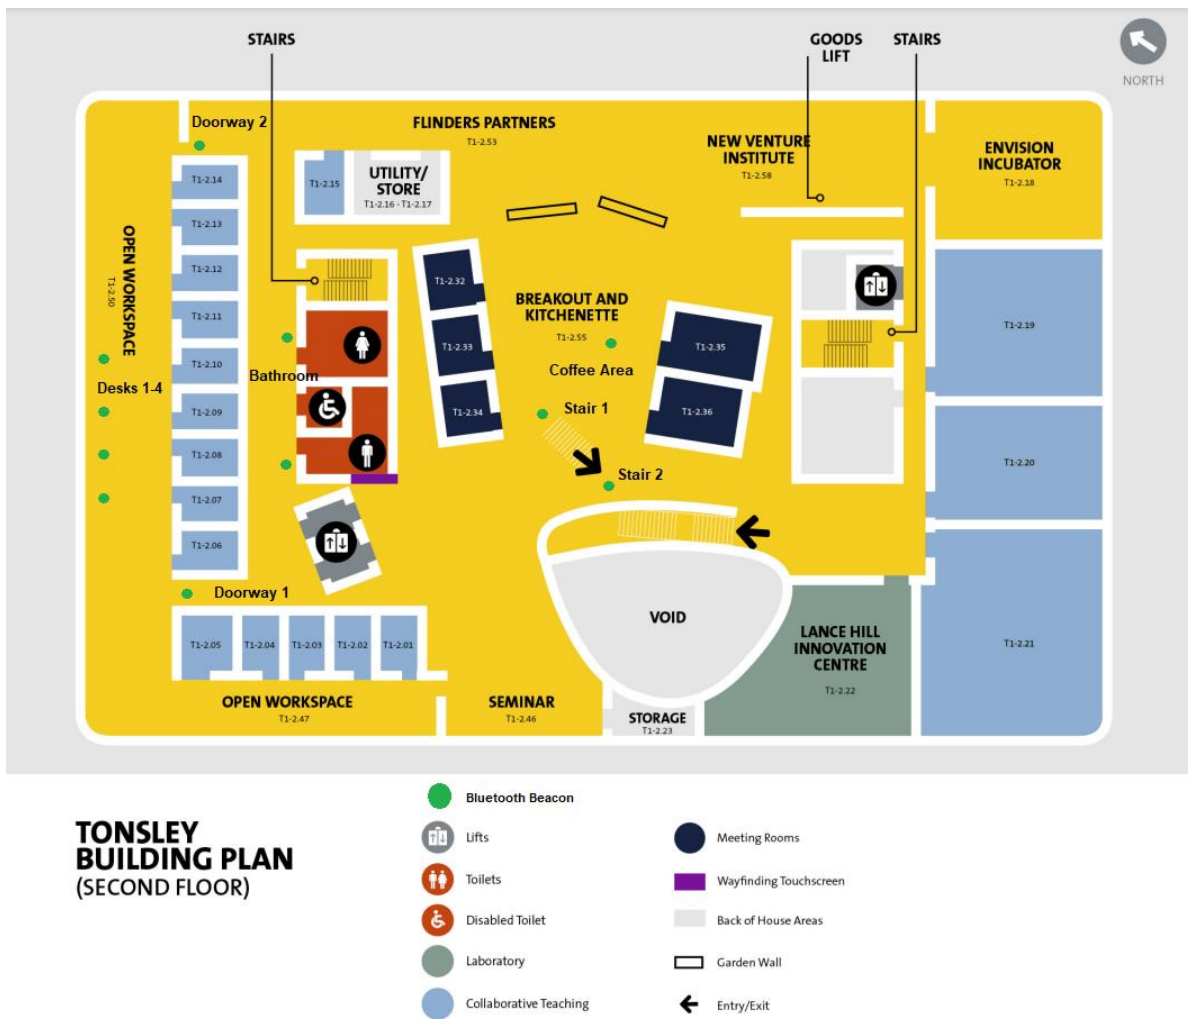 STAIRS
GOODS
LIFT
STAIRS
NORTH
Doorway 2
FLINDERS PARTNERS
T1-2.53
NEW VENTURE
INSTITUTE
T1-2.58
ENVISION
INCUBATOR
T1-2.18
T1-2.14
T1-2.15
UTILITY/
STORE
T1-2.16 - T1-2.17
T1-2.13
OPEN WORKSPACE
T1-2.50
T1-2.12
T1-2.11
T1-2.10
T1-2.09
T1-2.08
T1-2.07
T1-2.06
Desks 1-4
Bathroom
T1-2.32
T1-2.33
T1-2.34
BREAKOUT AND
KITCHENETTE
T1-2.55
Coffee Area
Stair 1
Stair 2
T1-2.35
T1-2.36
T1-2.19
T1-2.20
T1-2.21
Doorway 1
T1-2.05
T1-2.04
T1-2.03
T1-2.02
T1-2.01
VOID
LANCE HILL
INNOVATION
CENTRE
T1-2.22
OPEN WORKSPACE
T1-2.47
SEMINAR
T1-2.46
STORAGE
T1-2.23
TONSLEY
BUILDING PLAN
(SECOND FLOOR)
Bluetooth Beacon
Lifts
Toilets
Disabled Toilet
Laboratory
Collaborative Teaching
Meeting Rooms
Wayfinding Touchscreen
Back of House Areas
Garden Wall
Entry/Exit